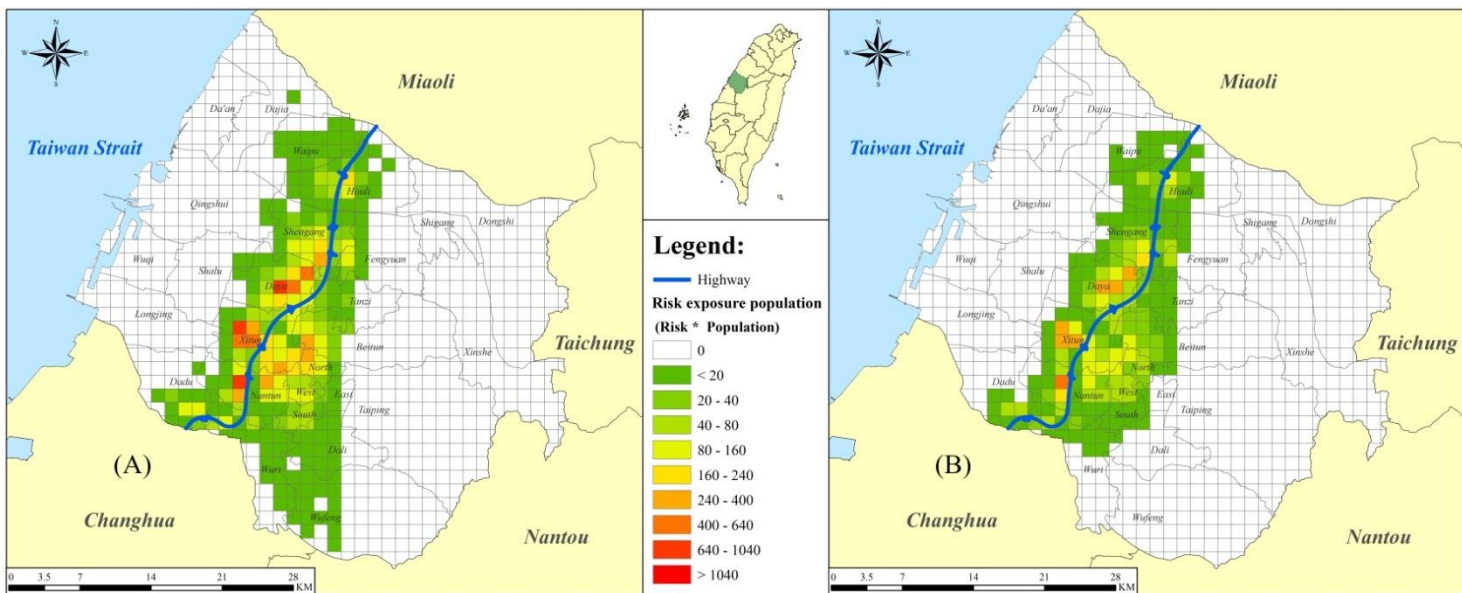 N
W E
S
Miaoli
Da'an
Dajia
Taiwan Strait
Waipu
Houli
Qingshui
Shigang
Dongshi
Shengang
Wuqi
Fengyuan
Shalu
Daya
Tanzi
Longjing
Taichung
Xitun
Beitun
Xinshe
North
Dadu
West
East
Nantun
South
Taiping
(A)
Dali
Wuri
Changhua
Wufeng
Nantou
0 3.5 7 14 21 28
KM
Legend:
Highway
Risk exposure population
(Risk * Population)
0
< 20
20 - 40
40 - 80
80 - 160
160 - 240
240 - 400
400 - 640
640 - 1040
> 1040
N
W E
S
Miaoli
Da'an
Dajia
Taiwan Strait
Waipu
Houli
Qingshui
Shigang
Dongshi
Shengang
Wuqi
Fengyuan
Shalu
Daya
Tanzi
Longjing
Taichung
Xitun
Beitun
Xinshe
North
Dadu
West
East
Nantun
South
Taiping
(B)
Dali
Wuri
Changhua
Wufeng
Nantou
0 3.5 7 14 21 28
KM